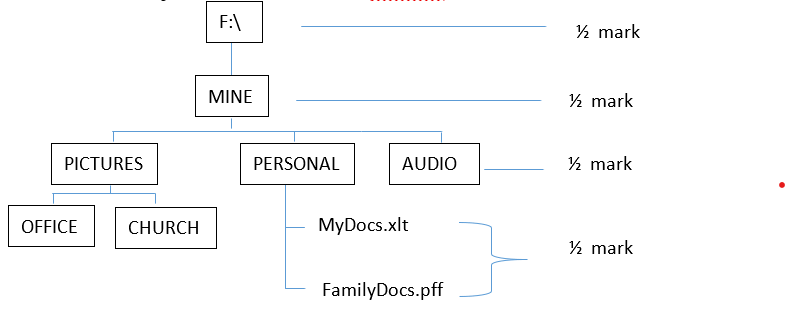 F:\
½ mark
MINE
½ mark
PICTURES PERSONAL AUDIO ½ mark
OFFICE CHURCH MyDocs.xlt
½ mark
FamilyDocs.pff